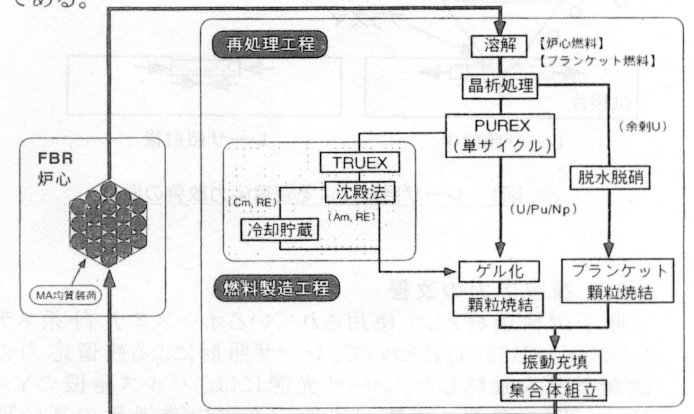 である。
再処理工程
溶解
【炉心燃料】
【ブランケット燃料】
晶析処理
PUREX
(単サイクル)
(余剰U)
TRUEX
沈殿法
(Cm, RE)
(Am, RE)
冷却貯蔵
脱水脱硝
(U/Pu/Np)
FBR
炉心
MA均質装荷
燃料製造工程
ゲル化
顆粒焼結
ブランケット
顆粒焼結
振動充填
集合体組立